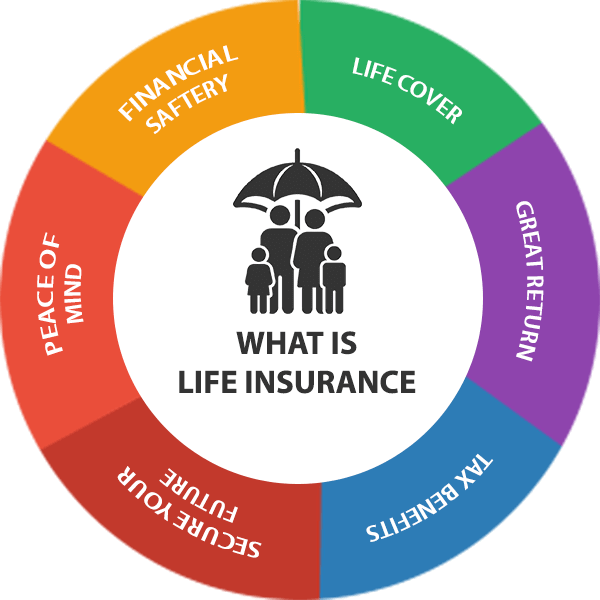 WHAT IS
LIFE INSURANCE
LIFE COVER
GREAT RETURN
TAX BENEFITS
SECURE YOUR
FUTURE
PEACE OF
MIND
FINANCIAL
SAFTERY